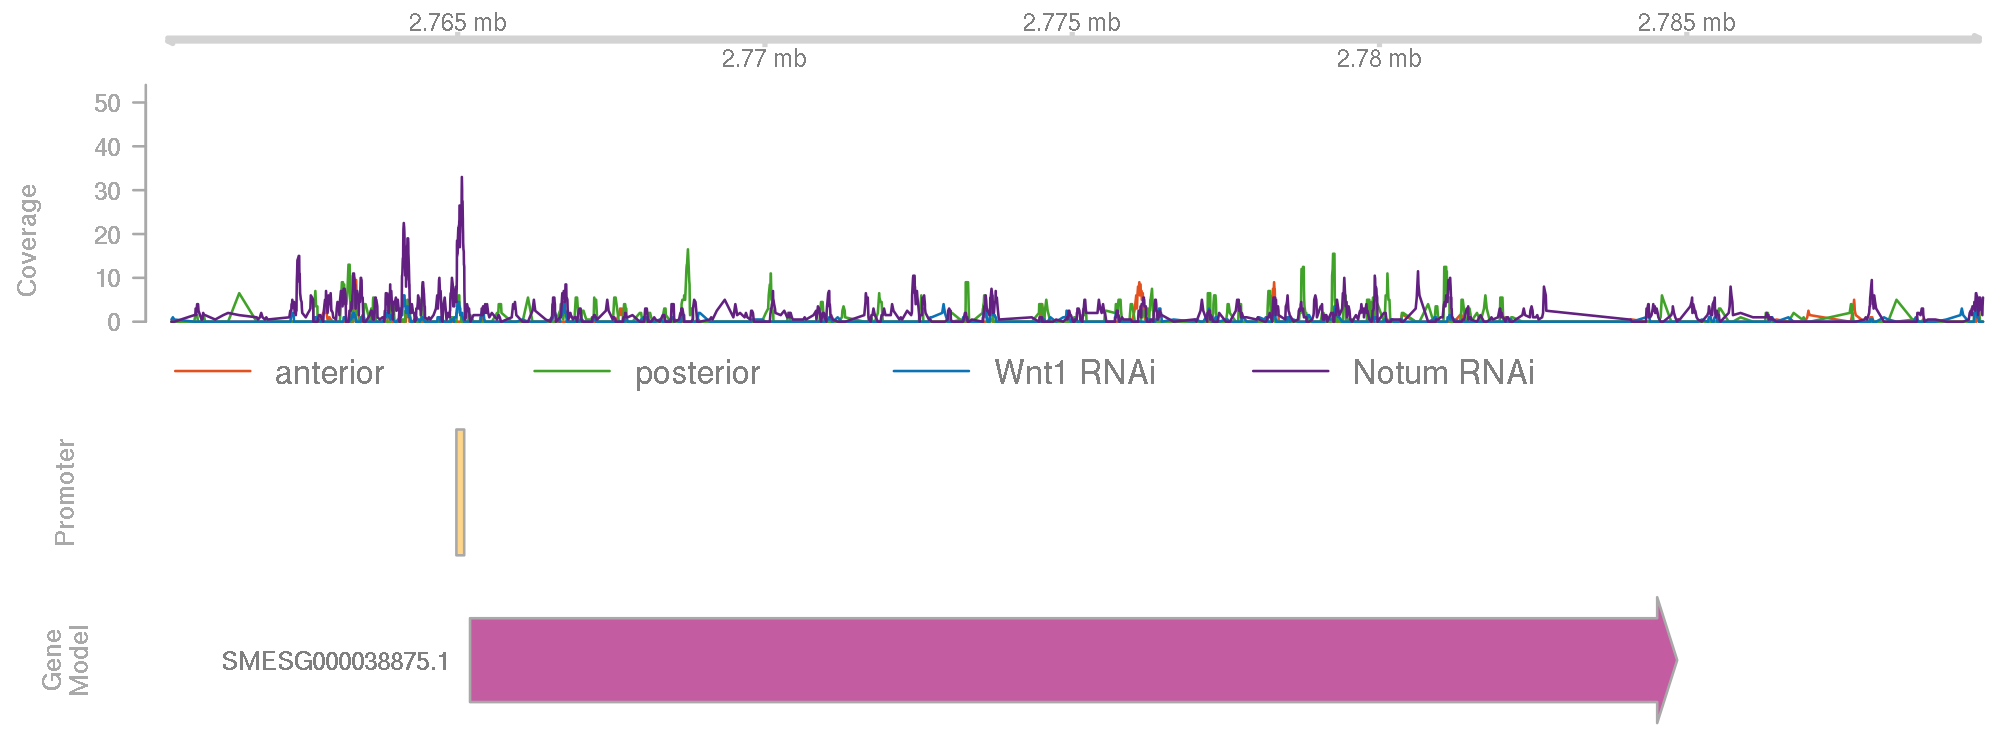 2.765 mb 2.775 mb 2.785 mb
2.77 mb 2.78 mb
Coverage
50
40
30
20
10
0
anterior posterior Wnt1 RNAi Notum RNAi
Promoter
Gene
Model
SMESG000038875.1